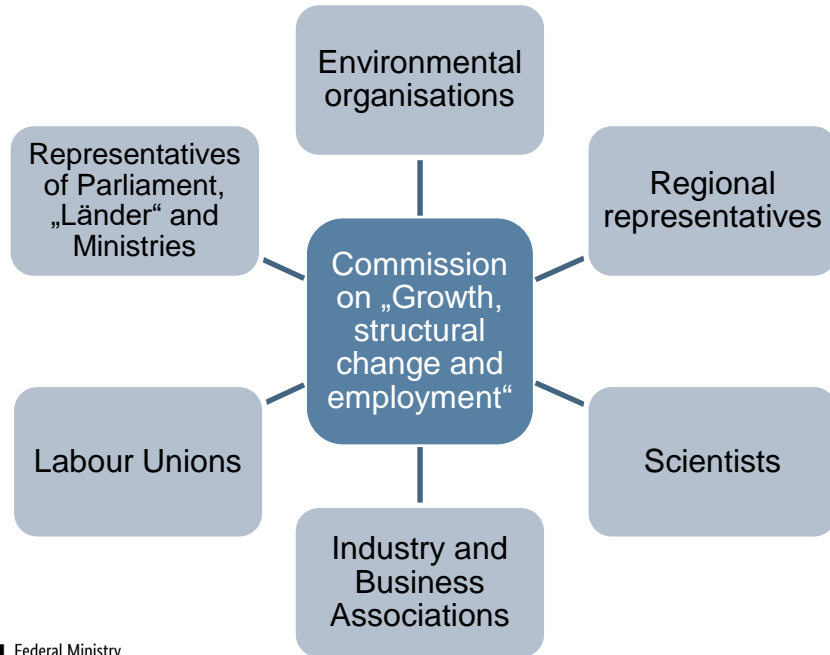 Environmental
organisations
Representatives
of Parliament,
„Länder“ and
Ministries
Regional
representatives
Commission
on „Growth,
structural
change and
employment“
Labour Unions
Scientists
Industry and
Business
Associations
Federal Ministry